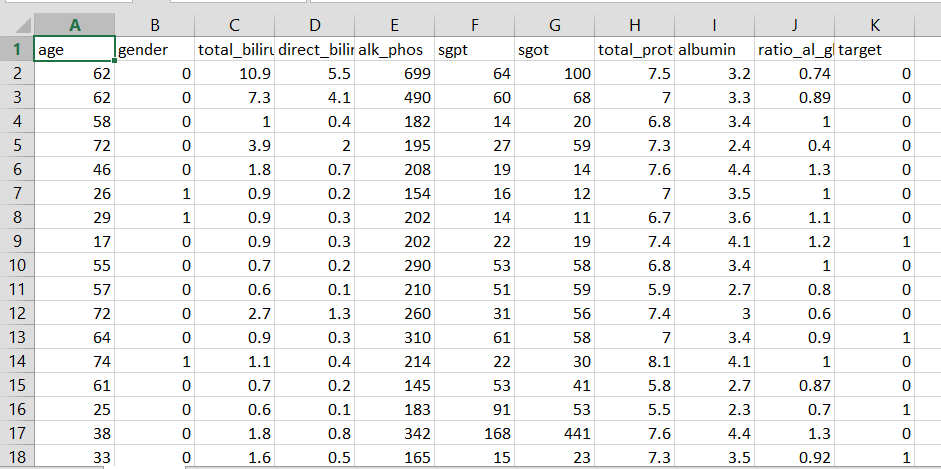 A B C D E F G H I J K
1 age gender total_biliru direct_bilir alk_phos sgpt sgot total_prot albumin ratio_al_gl target
2 62 0 10.9 5.5 699 64 100 7.5 3.2 0.74 0
3 62 0 7.3 4.1 490 60 68 7 3.3 0.89 0
4 58 0 1 0.4 182 14 20 6.8 3.4 1 0
5 72 0 3.9 2 195 27 59 7.3 2.4 0.4 0
6 46 0 1.8 0.7 208 19 14 7.6 4.4 1.3 0
7 26 1 0.9 0.2 154 16 12 7 3.5 1 0
8 29 1 0.9 0.3 202 14 11 6.7 3.6 1.1 0
9 17 0 0.9 0.3 202 22 19 7.4 4.1 1.2 1
10 55 0 0.7 0.2 290 53 58 6.8 3.4 1 0
11 57 0 0.6 0.1 210 51 59 5.9 2.7 0.8 0
12 72 0 2.7 1.3 260 31 56 7.4 3 0.6 0
13 64 0 0.9 0.3 310 61 58 7 3.4 0.9 1
14 74 1 1.1 0.4 214 22 30 8.1 4.1 1 0
15 61 0 0.7 0.2 145 53 41 5.8 2.7 0.87 0
16 25 0 0.6 0.1 183 91 53 5.5 2.3 0.7 1
17 38 0 1.8 0.8 342 168 441 7.6 4.4 1.3 0
18 33 0 1.6 0.5 165 15 23 7.3 3.5 0.92 1